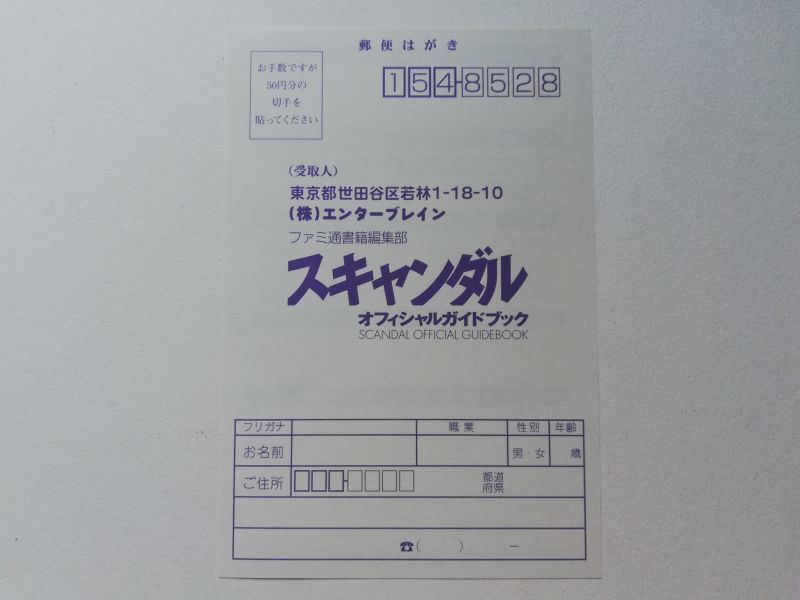 郵便はがき
お手数ですが
50円分の
切手を
貼ってください
154-8528
(受取人)
東京都世田谷区若林1-18-10
(株)エンターブレイン
ファミ通書籍編集部
スキャンダル
オフィシャルガイドブック
SCANDAL OFFICIAL GUIDEBOOK
フリガナ 職業 性別 年齢
お名前 男・女 歳
ご住所 - 都道
府県
☎( ) -